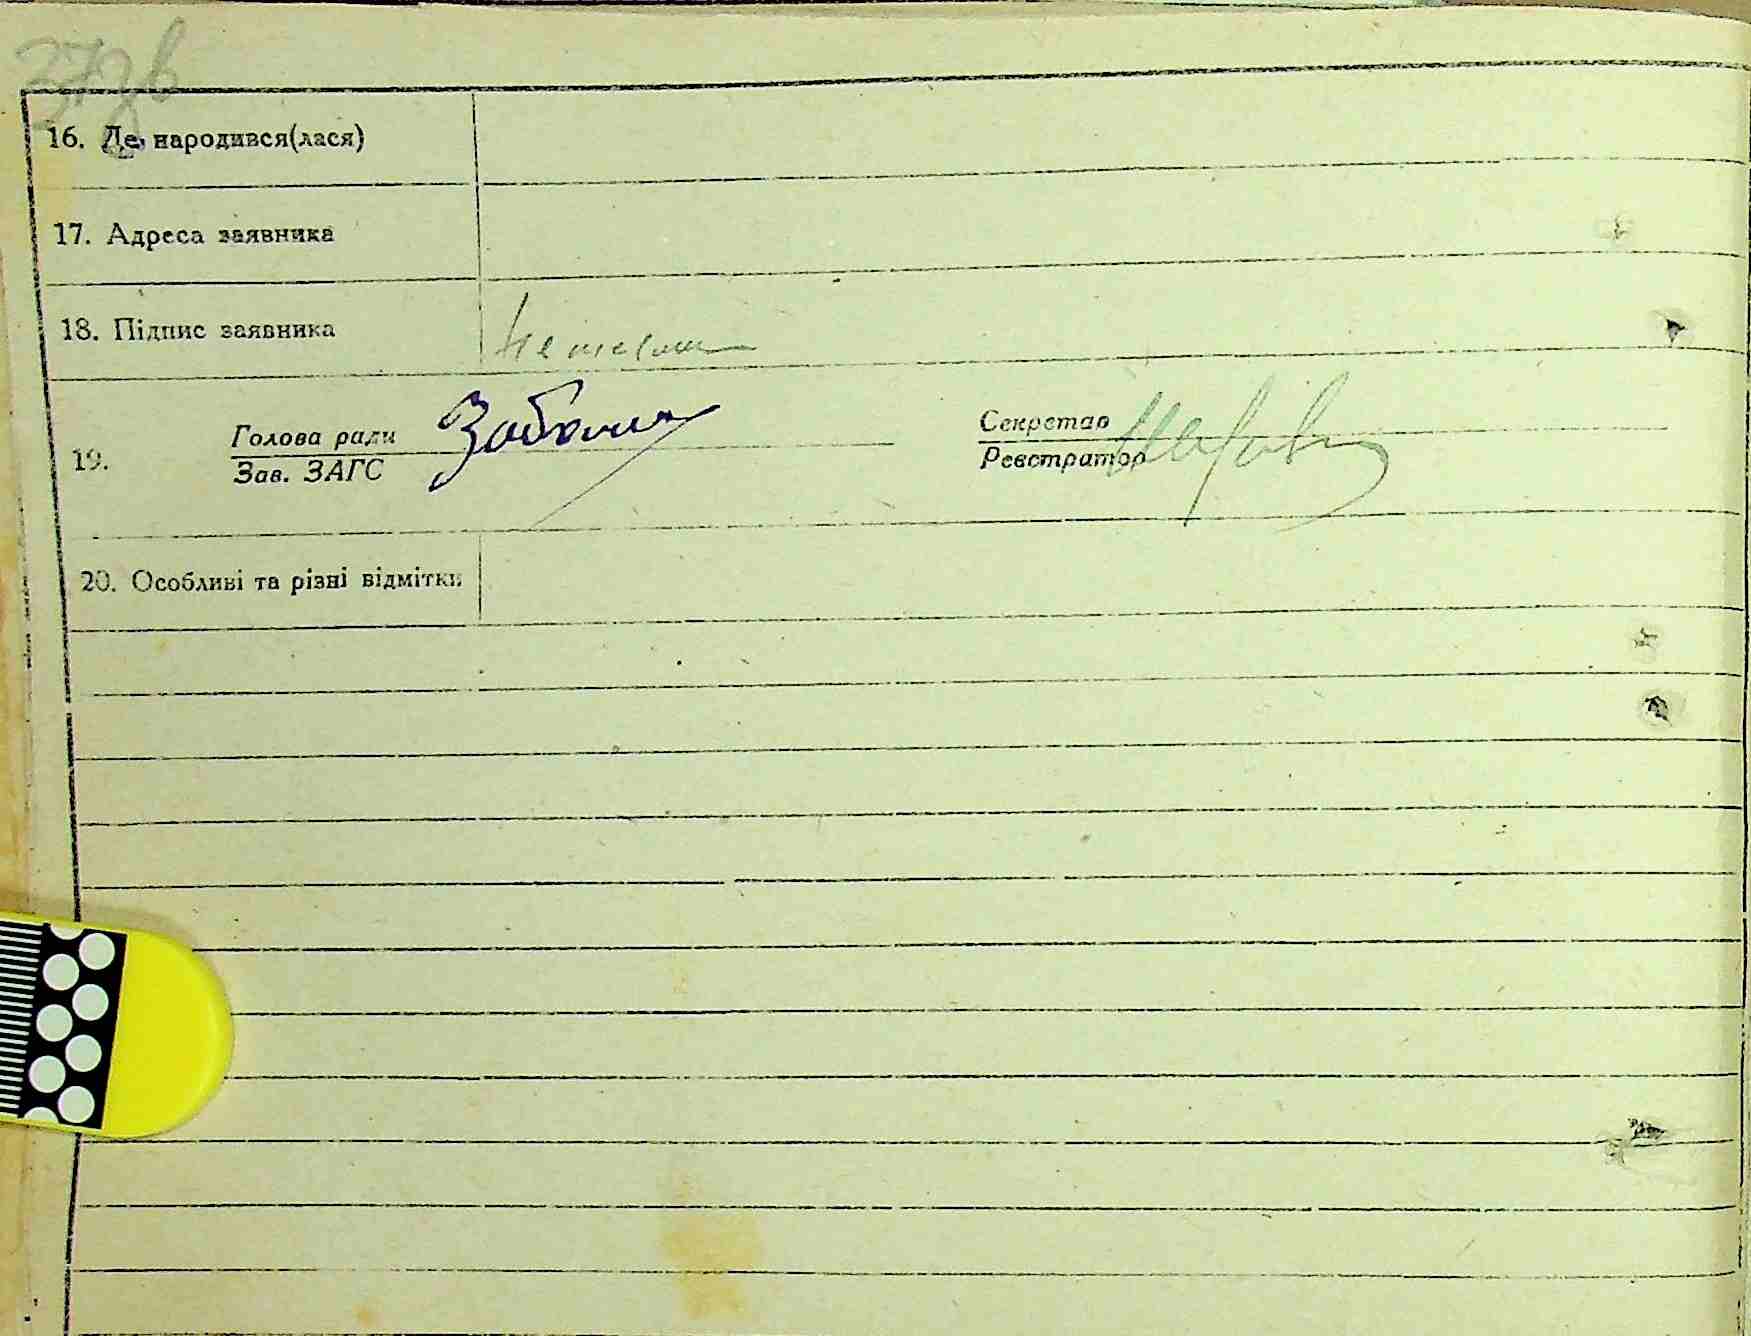 16. Де народився(лася)
17. Адреса заявника
18. Підпис заявника
19. Голова ради Секретар
Зав. ЗАГС Реєстратор
20. Особливі та різні відмітки